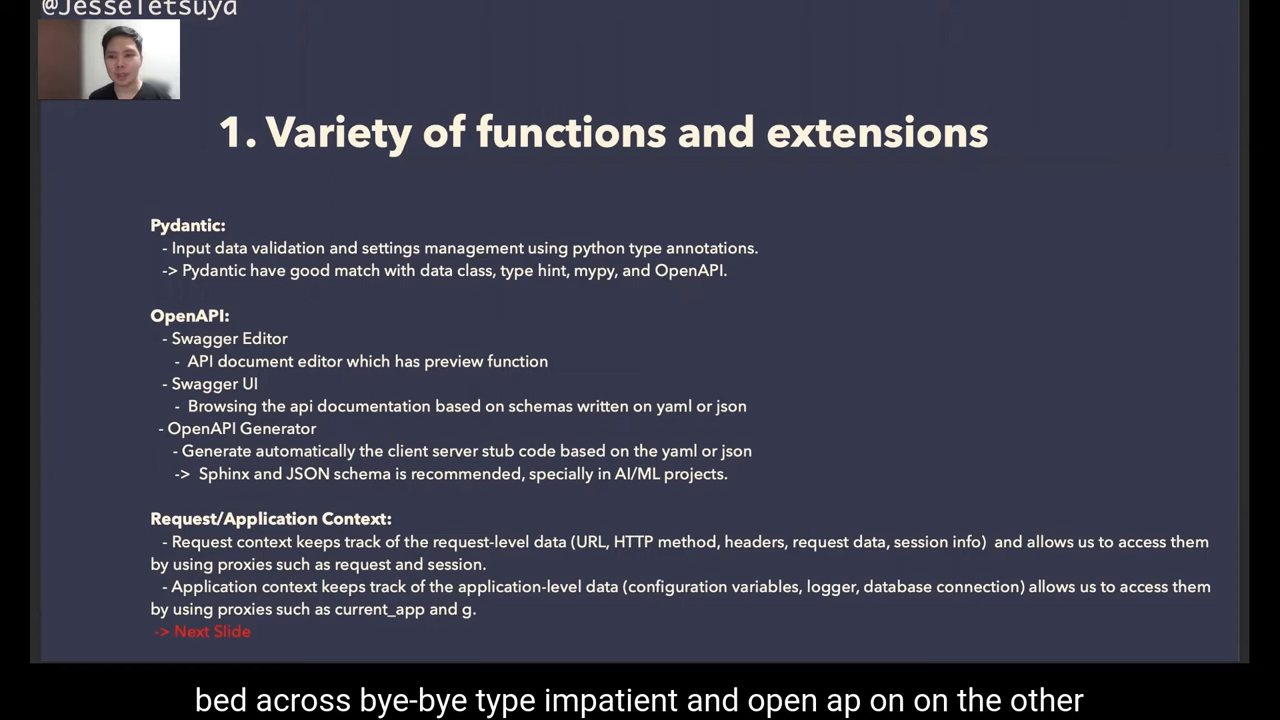 @JesseTetsuya
1. Variety of functions and extensions
Pydantic:
- Input data validation and settings management using python type annotations.
-> Pydantic have good match with data class, type hint, mypy, and OpenAPI.
OpenAPI:
- Swagger Editor
- API document editor which has preview function
- Swagger UI
- Browsing the api documentation based on schemas written on yaml or json
- OpenAPI Generator
- Generate automatically the client server stub code based on the yaml or json
-> Sphinx and JSON schema is recommended, specially in AI/ML projects.
Request/Application Context:
- Request context keeps track of the request-level data (URL, HTTP method, headers, request data, session info) and allows us to access them
by using proxies such as request and session.
- Application context keeps track of the application-level data (configuration variables, logger, database connection) allows us to access them
by using proxies such as current_app and g.
-> Next Slide
bed across bye-bye type impatient and open ap on on the other